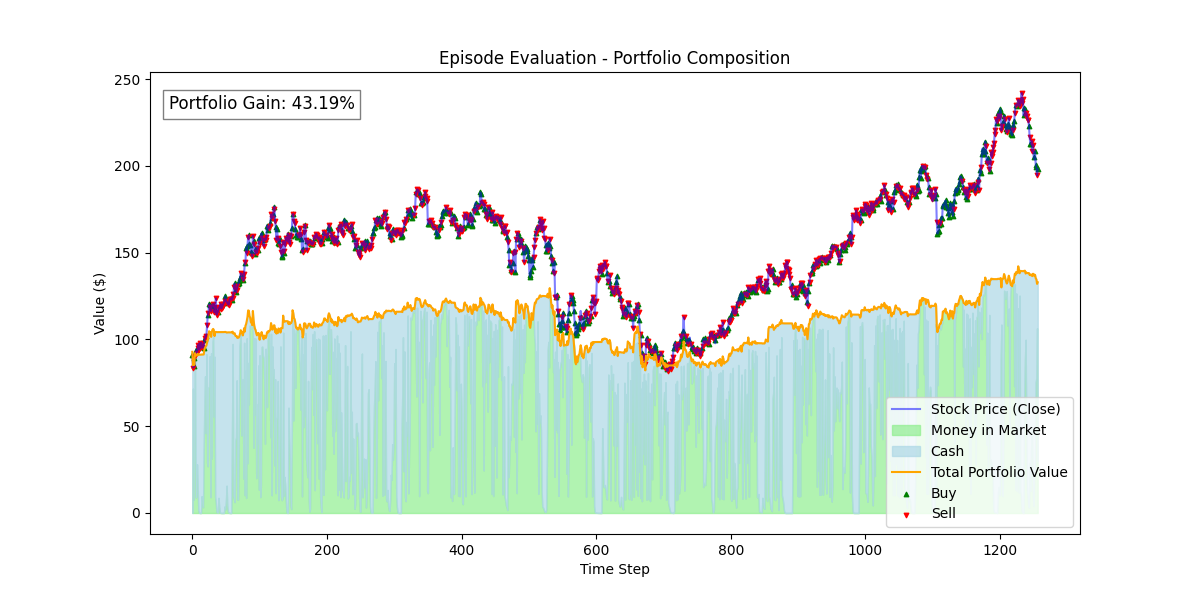 Episode Evaluation - Portfolio Composition
Portfolio Gain: 43.19%
Value ($)
250
200
150
100
50
0
0 200 400 600 800 1000 1200
Time Step
Stock Price (Close)
Money in Market
Cash
Total Portfolio Value
Buy
Sell